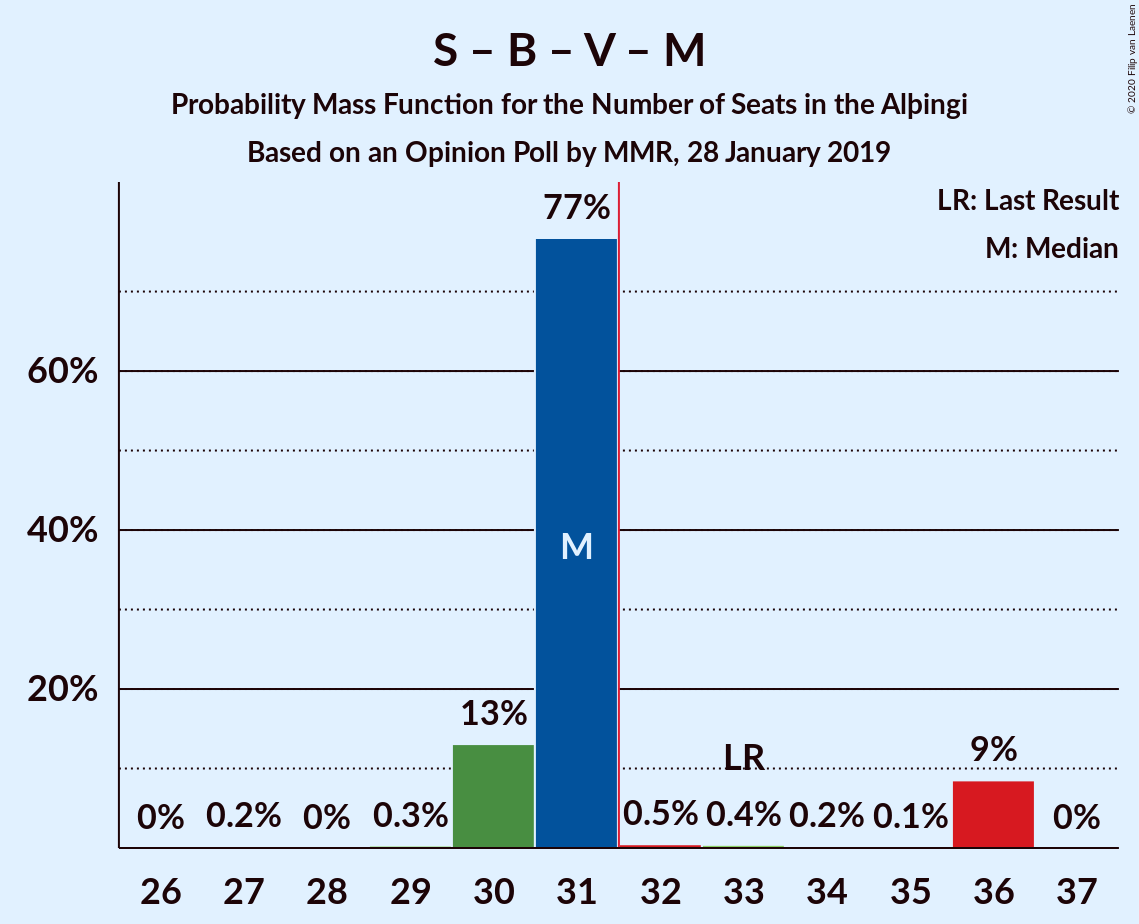 S – B – V – M
Probability Mass Function for the Number of Seats in the Alþingi
Based on an Opinion Poll by MMR, 28 January 2019
© 2020 Filip van Laenen
LR: Last Result
M: Median
77%
60%
40%
M
20%
13%
LR
9%
0% 0.2% 0% 0.3% 0.5% 0.4% 0.2% 0.1% 0%
26 27 28 29 30 31 32 33 34 35 36 37